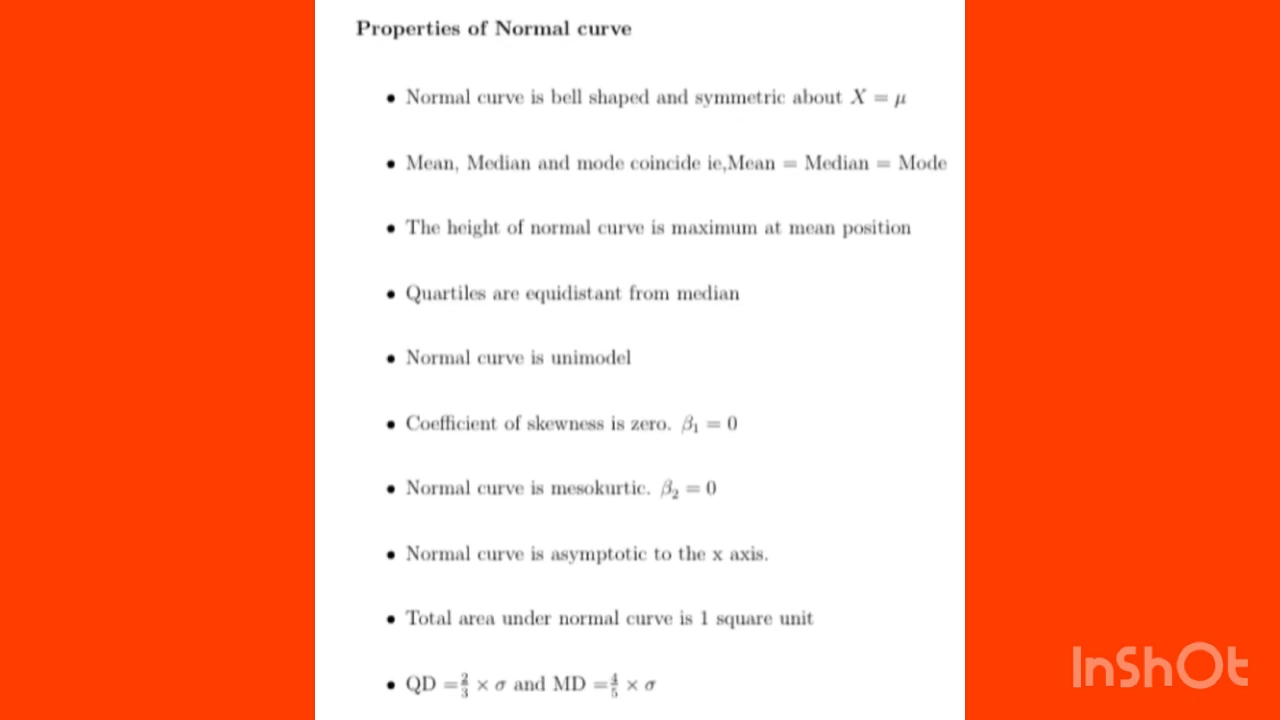 Properties of Normal curve
• Normal curve is bell shaped and symmetric about X = μ
• Mean, Median and mode coincide ie,Mean = Median = Mode
• The height of normal curve is maximum at mean position
• Quartiles are equidistant from median
• Normal curve is unimodel
• Coefficient of skewness is zero. β₁ = 0
• Normal curve is mesokurtic. β₂ = 0
• Normal curve is asymptotic to the x axis.
• Total area under normal curve is 1 square unit
• QD = 2/3 × σ and MD = 4/5 × σ
InShOt